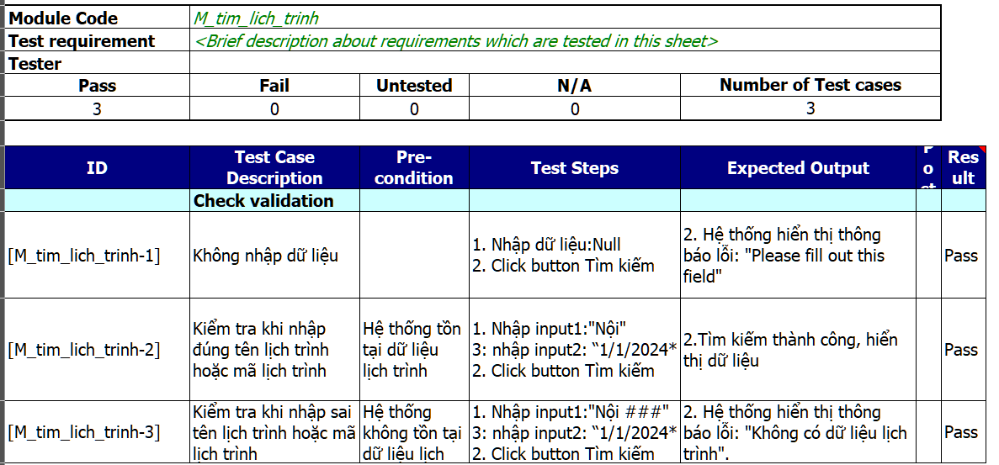 Module Code M_tim_lich_trinh
Test requirement <Brief description about requirements which are tested in this sheet>
Tester
Pass Fail Untested N/A Number of Test cases
3 0 0 0 3
ID Test Case Description Pre-condition Test Steps Expected Output Post Result
Check validation
[M_tim_lich_trinh-1]
Không nhập dữ liệu
1. Nhập dữ liệu:Null
2. Click button Tìm kiếm
2. Hệ thống hiển thị thông
báo lỗi: "Please fill out this
field"
Pass
[M_tim_lich_trinh-2]
Kiểm tra khi nhập
đúng tên lịch trình
hoặc mã lịch trình
Hệ thống tồn
tại dữ liệu
lịch trình
1. Nhập input1:"Nội"
3: nhập input2: “1/1/2024*
2. Click button Tìm kiếm
2.Tìm kiếm thành công, hiển
thị dữ liệu
Pass
[M_tim_lich_trinh-3]
Kiểm tra khi nhập sai
tên lịch trình hoặc mã
lịch trình
Hệ thống
không tồn tại
dữ liệu lịch
1. Nhập input1:"Nội ###"
3: nhập input2: “1/1/2024*
2. Click button Tìm kiếm
2. Hệ thống hiển thị thông
báo lỗi: "Không có dữ liệu lịch
trình".
Pass